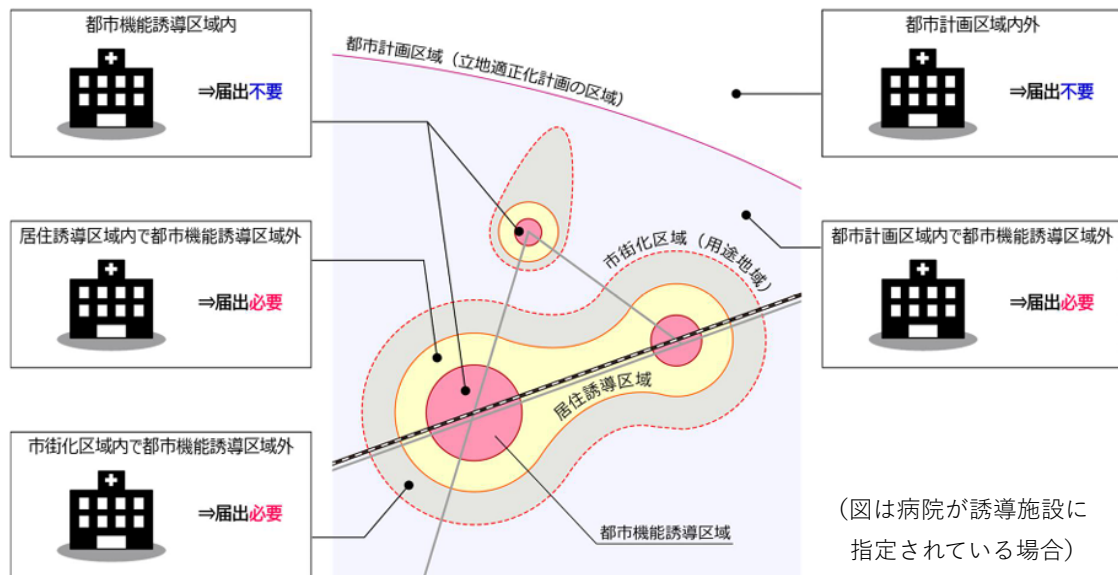 都市機能誘導区域内
⇒届出不要
居住誘導区域内で都市機能誘導区域外
⇒届出必要
市街化区域内で都市機能誘導区域外
⇒届出必要
都市計画区域（立地適正化計画の区域）
市街化区域（用途地域）
居住誘導区域
都市機能誘導区域
都市計画区域内外
⇒届出不要
都市計画区域内で都市機能誘導区域外
⇒届出必要
（図は病院が誘導施設に
指定されている場合）